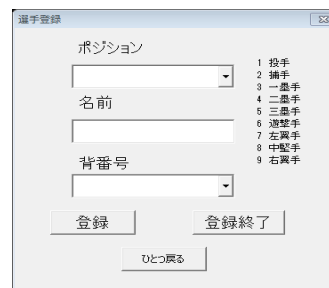 選手登録
ポジション
名前
背番号
1 投手
2 捕手
3 一塁手
4 二塁手
5 三塁手
6 遊撃手
7 左翼手
8 中堅手
9 右翼手
登録
登録終了
ひとつ戻る